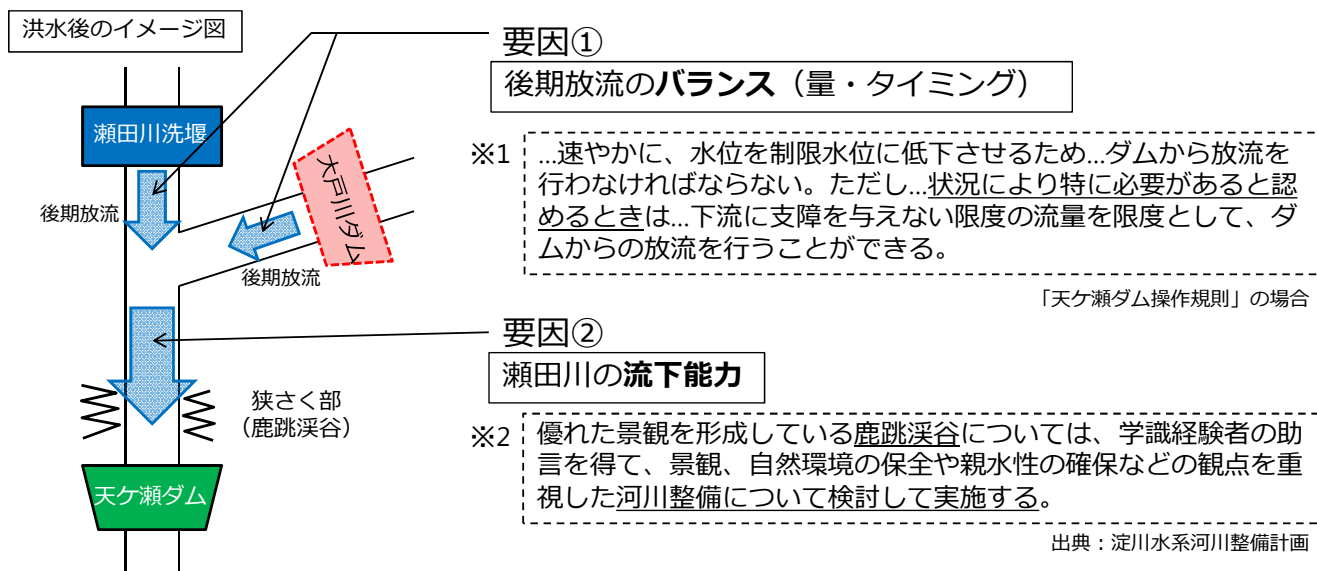 洪水後のイメージ図
要因①
後期放流のバランス（量・タイミング）
瀬田川洗堰
大戸川ダム
後期放流
後期放流
※1
…速やかに、水位を制限水位に低下させるため…ダムから放流を
行わなければならない。ただし…状況により特に必要があると認
めるときは…下流に支障を与えない限度の流量を限度として、ダ
ムからの放流を行うことができる。
「天ケ瀬ダム操作規則」の場合
要因②
瀬田川の流下能力
狭さく部
（鹿跳渓谷）
天ケ瀬ダム
※2
優れた景観を形成している鹿跳渓谷については、学識経験者の助
言を得て、景観、自然環境の保全や親水性の確保などの観点を重
視した河川整備について検討して実施する。
出典：淀川水系河川整備計画